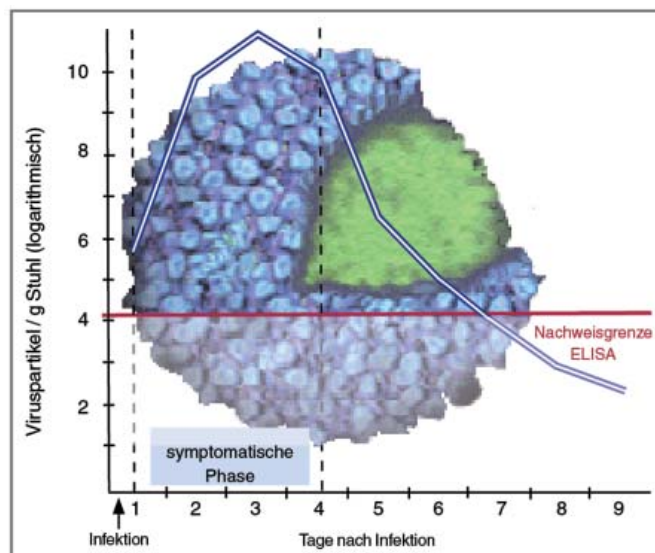 Viruspartikel / g Stuhl (logarithmisch)
10
8
6
4
2
Nachweisgrenze
ELISA
symptomatische
Phase
1 2 3 4 5 6 7 8 9
Infektion
Tage nach Infektion